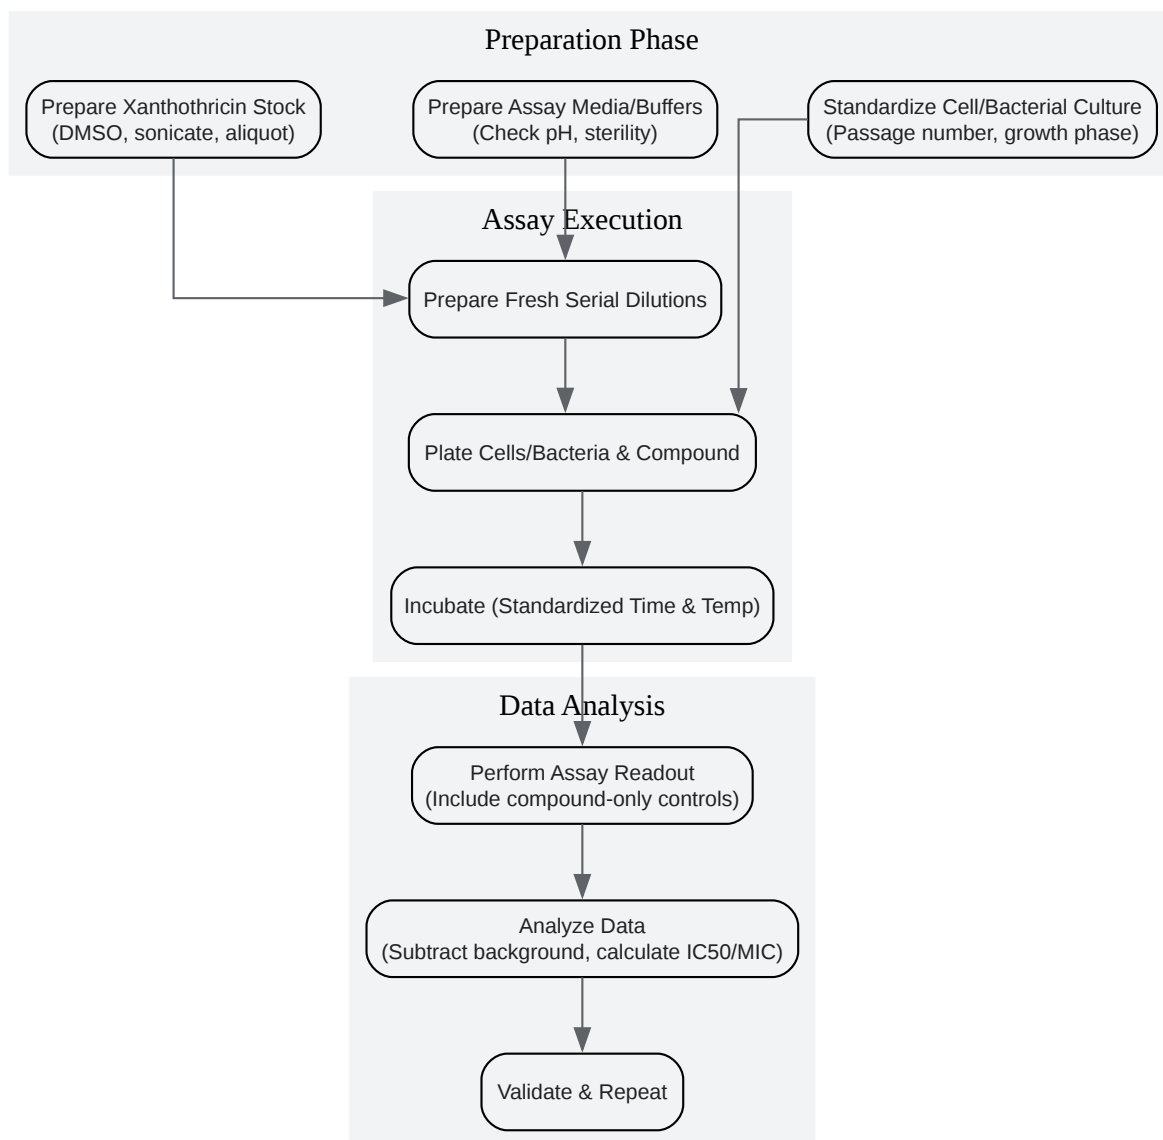 Preparation Phase
Prepare Xanthothricin Stock
(DMSO, sonicate, aliquot)
Prepare Assay Media/Buffers
(Check pH, sterility)
Standardize Cell/Bacterial Culture
(Passage number, growth phase)
Assay Execution
Prepare Fresh Serial Dilutions
Plate Cells/Bacteria & Compound
Incubate (Standardized Time & Temp)
Data Analysis
Perform Assay Readout
(Include compound-only controls)
Analyze Data
(Subtract background, calculate IC50/MIC)
Validate & Repeat